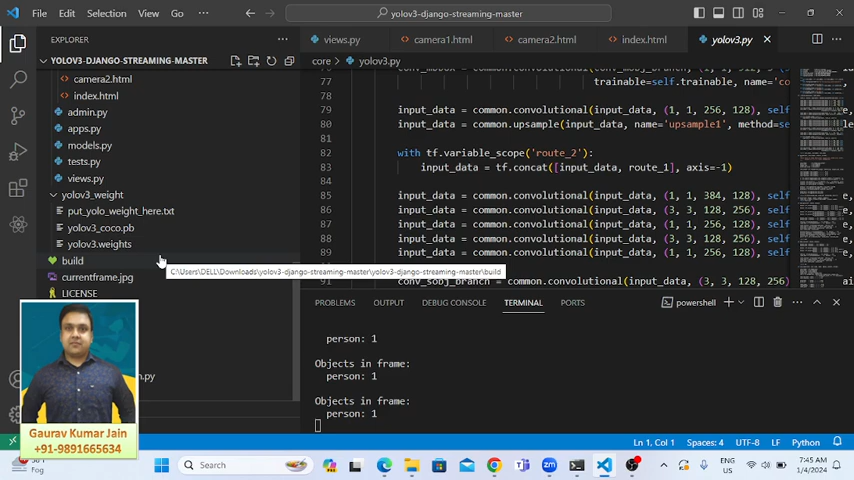 File Edit Selection View Go ··· yolov3-django-streaming-master
EXPLORER
YOLOV3-DJANGO-STREAMING-MASTER
camera2.html
index.html
admin.py
apps.py
models.py
tests.py
views.py
yolov3_weight
put_yolo_weight_here.txt
yolov3_coco.pb
yolov3.weights
build
currentframe.jpg
LICENSE
n.py
C:\Users\DELL\Downloads\yolov3-django-streaming-master\yolov3-django-streaming-master\build
views.py camera1.html camera2.html index.html yolov3.py
core > yolov3.py
77 trainable=self.trainable, name='co
78
79 input_data = common.convolutional(input_data, (1, 1, 256, 128), self
80 input_data = common.upsample(input_data, name='upsample1', method=se
81
82 with tf.variable_scope('route_2'):
83 input_data = tf.concat([input_data, route_1], axis=-1)
84
85 input_data = common.convolutional(input_data, (1, 1, 384, 128), self
86 input_data = common.convolutional(input_data, (3, 3, 128, 256), self
87 input_data = common.convolutional(input_data, (1, 1, 256, 128), self
88 input_data = common.convolutional(input_data, (3, 3, 128, 256), self
89 input_data = common.convolutional(input_data, (1, 1, 256, 128), self
91 conv_sobj_branch = common.convolutional(input_data, (3, 3, 128, 256)
PROBLEMS OUTPUT DEBUG CONSOLE TERMINAL PORTS powershell
person: 1
Objects in frame:
person: 1
Objects in frame:
person: 1
Gaurav Kumar Jain
+91-9891665634
Ln 1, Col 1 Spaces: 4 UTF-8 LF Python
Fog
Search
ENG
US
7:45 AM
1/4/2024